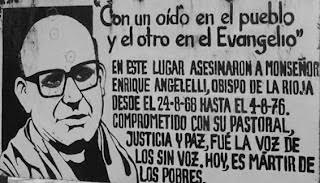 "Con un oído en el pueblo
y el otro en el Evangelio"
EN ESTE LUGAR ASESINARON A MONSEÑOR
ENRIQUE ANGELELLI, OBISPO DE LA RIOJA
DESDE EL 24-8-68 HASTA EL 4-8-76.
COMPROMETIDO CON SU PASTORAL,
JUSTICIA Y PAZ, FUÉ LA VOZ DE
LOS SIN VOZ, HOY, ES MÁRTIR DE
LOS POBRES.